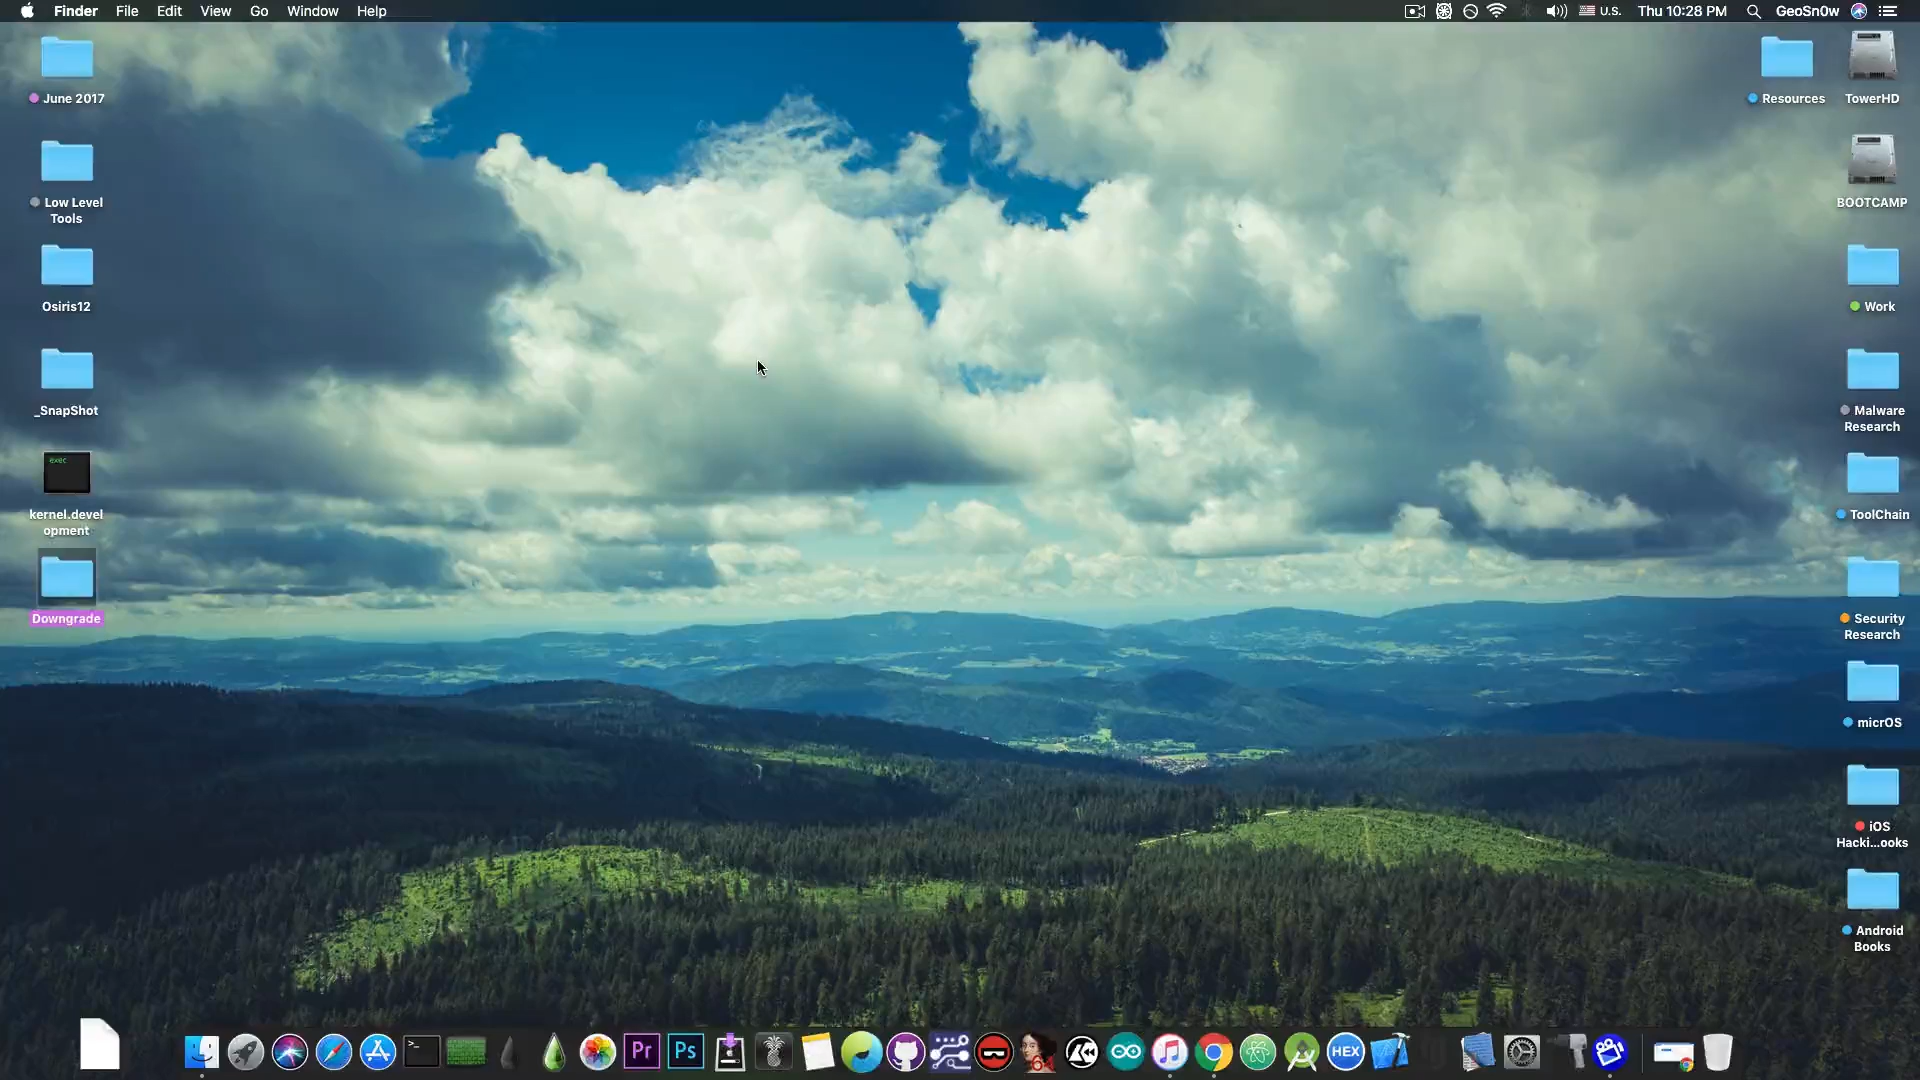 Finder File Edit View Go Window Help U.S. Thu 10:28 PM GeoSn0w
June 2017
Low Level
Tools
Osiris12
_SnapShot
exec
kernel.devel
opment
Downgrade
Resources
TowerHD
BOOTCAMP
Work
Malware
Research
ToolChain
Security
Research
micrOS
iOS
Hacki...ooks
Android
Books
>_
Pr
Ps
64
HEX